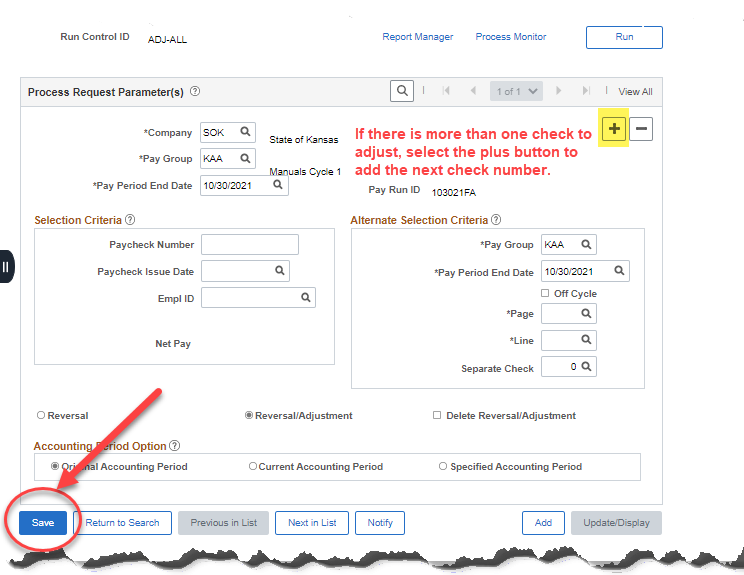 Run Control ID ADJ-ALL Report Manager Process Monitor Run
Process Request Parameter(s) 1 of 1 View All
*Company SOK State of Kansas
If there is more than one check to
adjust, select the plus button to
add the next check number.
*Pay Group KAA Manuals Cycle 1
*Pay Period End Date 10/30/2021 Pay Run ID 103021FA
Selection Criteria
Paycheck Number
Paycheck Issue Date
Empl ID
Net Pay
Alternate Selection Criteria
*Pay Group KAA
*Pay Period End Date 10/30/2021
Off Cycle
*Page
*Line
Separate Check 0
Reversal Reversal/Adjustment Delete Reversal/Adjustment
Accounting Period Option
Original Accounting Period Current Accounting Period Specified Accounting Period
Save Return to Search Previous in List Next in List Notify Add Update/Display